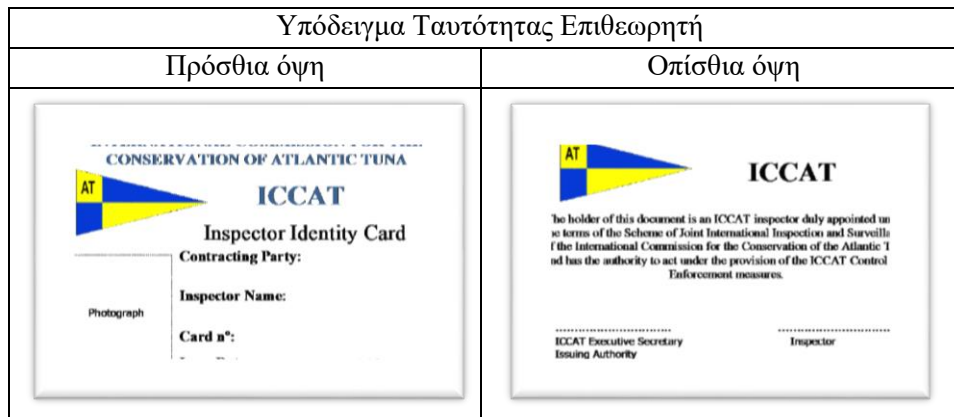 Υπόδειγμα Ταυτότητας Επιθεωρητή
Πρόσθια όψη
Οπίσθια όψη
CONSERVATION OF ATLANTIC TUNA
AT
ICCAT
Inspector Identity Card
Contracting Party:
Inspector Name:
Photograph
Card nº:
AT
ICCAT
he holder of this document is an ICCAT inspector duly appointed un
terms of the Scheme of Joint International Inspection and Surveilla
f the International Commission for the Conservation of the Atlantic T
nd has the authority to act under the provision of the ICCAT Control
Enforcement measures.
ICCAT Executive Secretary
Issuing Authority
Inspector